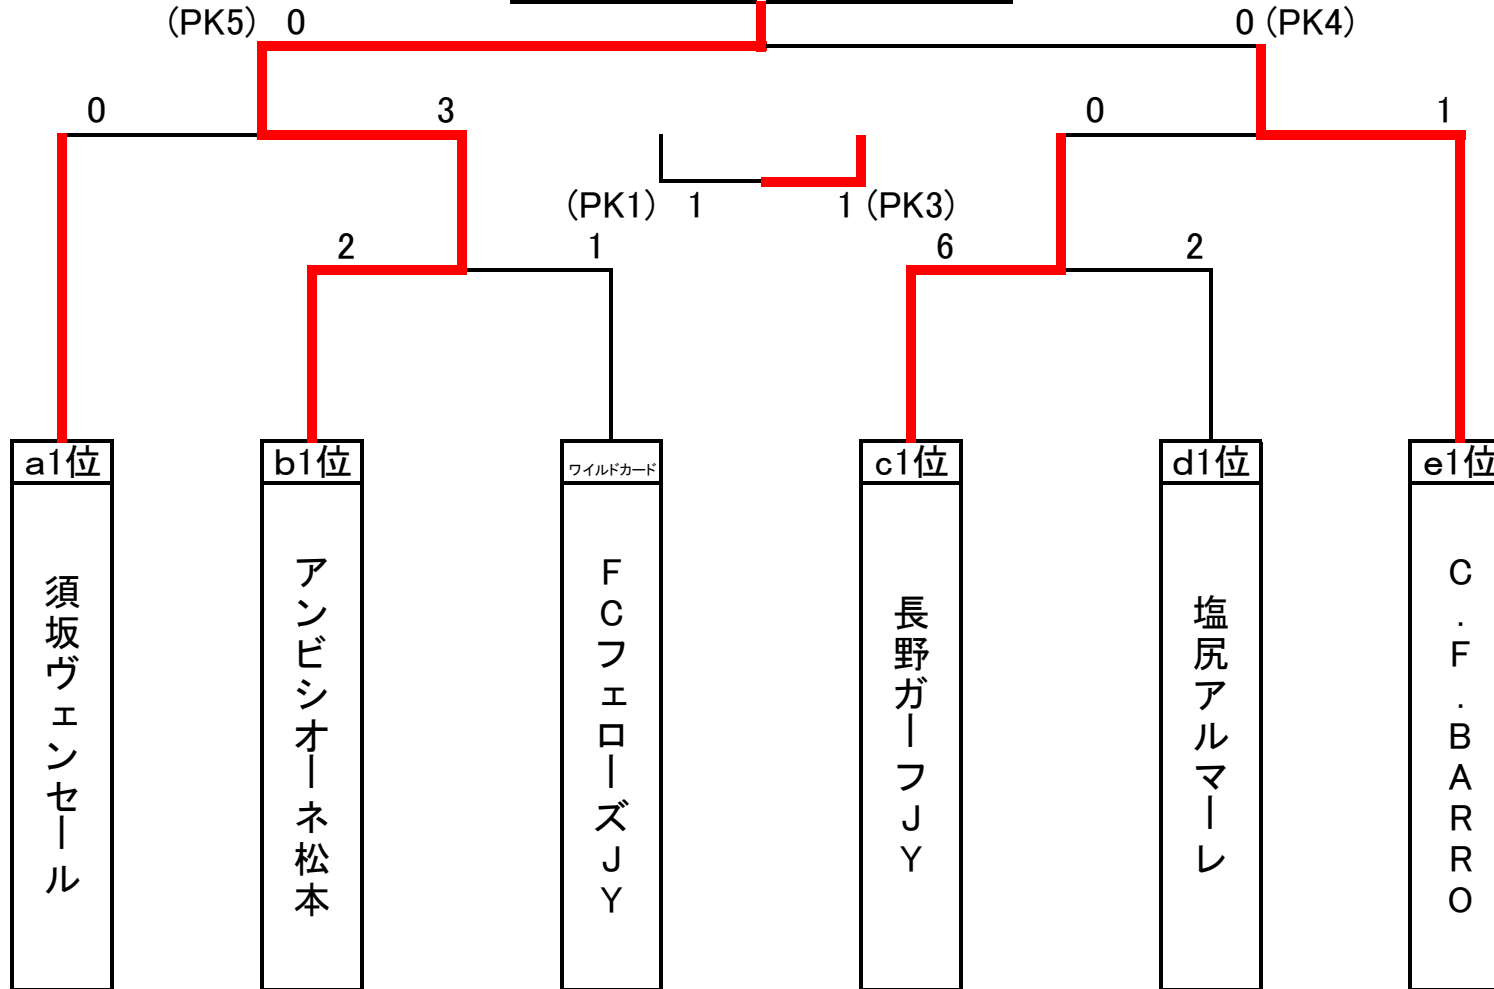 (PK5) 0
0 (PK4)
0
3
0
1
(PK1) 1
1 (PK3)
2
1
6
2
a1位
b1位
ワイルドカード
c1位
d1位
e1位
須坂ヴェンセール
アンビシオーネ松本
FCフェローズJY
長野ガーフJY
塩尻アルマーレ
C.F.BARRO